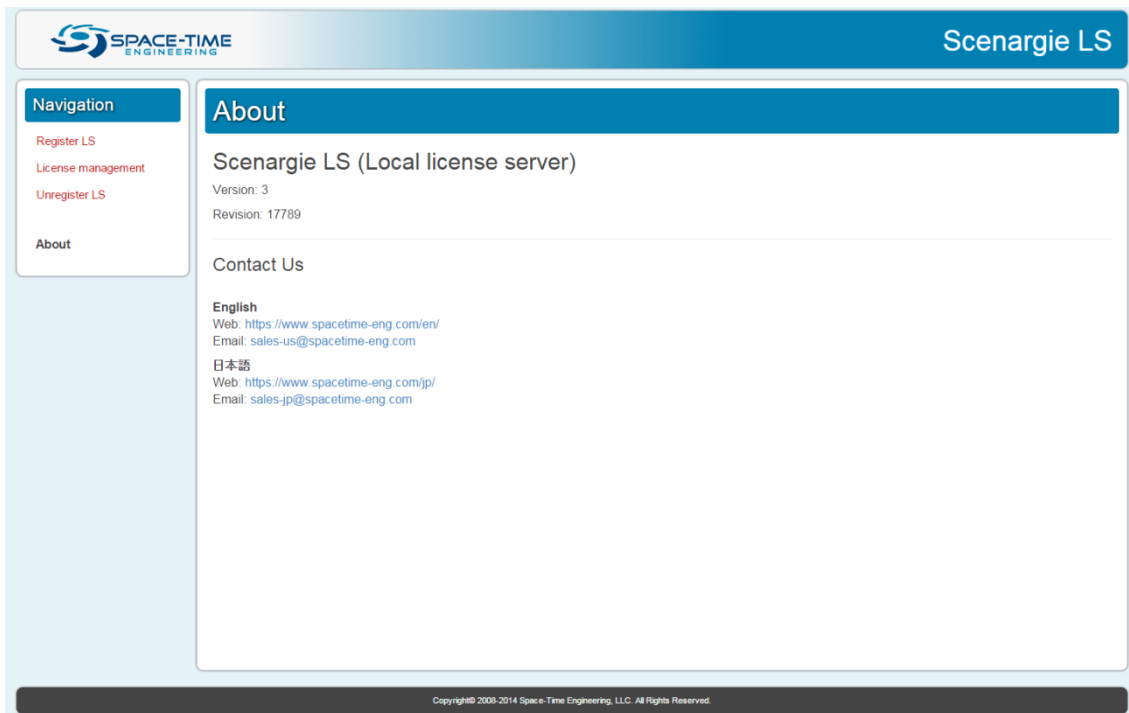 SPACE-TIME
ENGINEERING
Scenargie LS
Navigation
Register LS
License management
Unregister LS
About
About
Scenargie LS (Local license server)
Version: 3
Revision: 17789
Contact Us
English
Web: https://www.spacetime-eng.com/en/
Email: sales-us@spacetime-eng.com
日本語
Web: https://www.spacetime-eng.com/jp/
Email: sales-jp@spacetime-eng.com
Copyright© 2008-2014 Space-Time Engineering, LLC. All Rights Reserved.